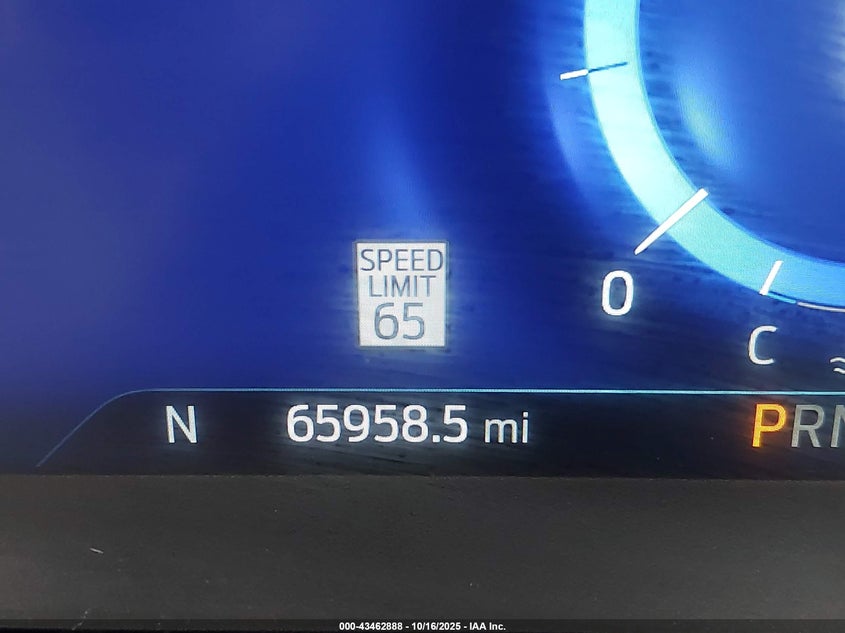 SPEED
LIMIT
65
0
C
N 65958.5 mi PRN
000-43462888 - 10/16/2025 - IAA Inc.